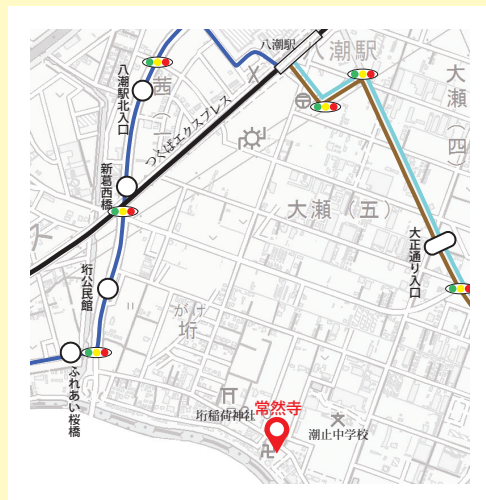 八潮駅
八潮駅
大瀬(四)
八潮駅北入口
茜(一)
つくばエクスプレス
新葛西橋
大瀬(五)
大正通り入口
垳公民館
がけ
垳
ふれあい桜橋
垳稲荷神社
常然寺
潮止中学校